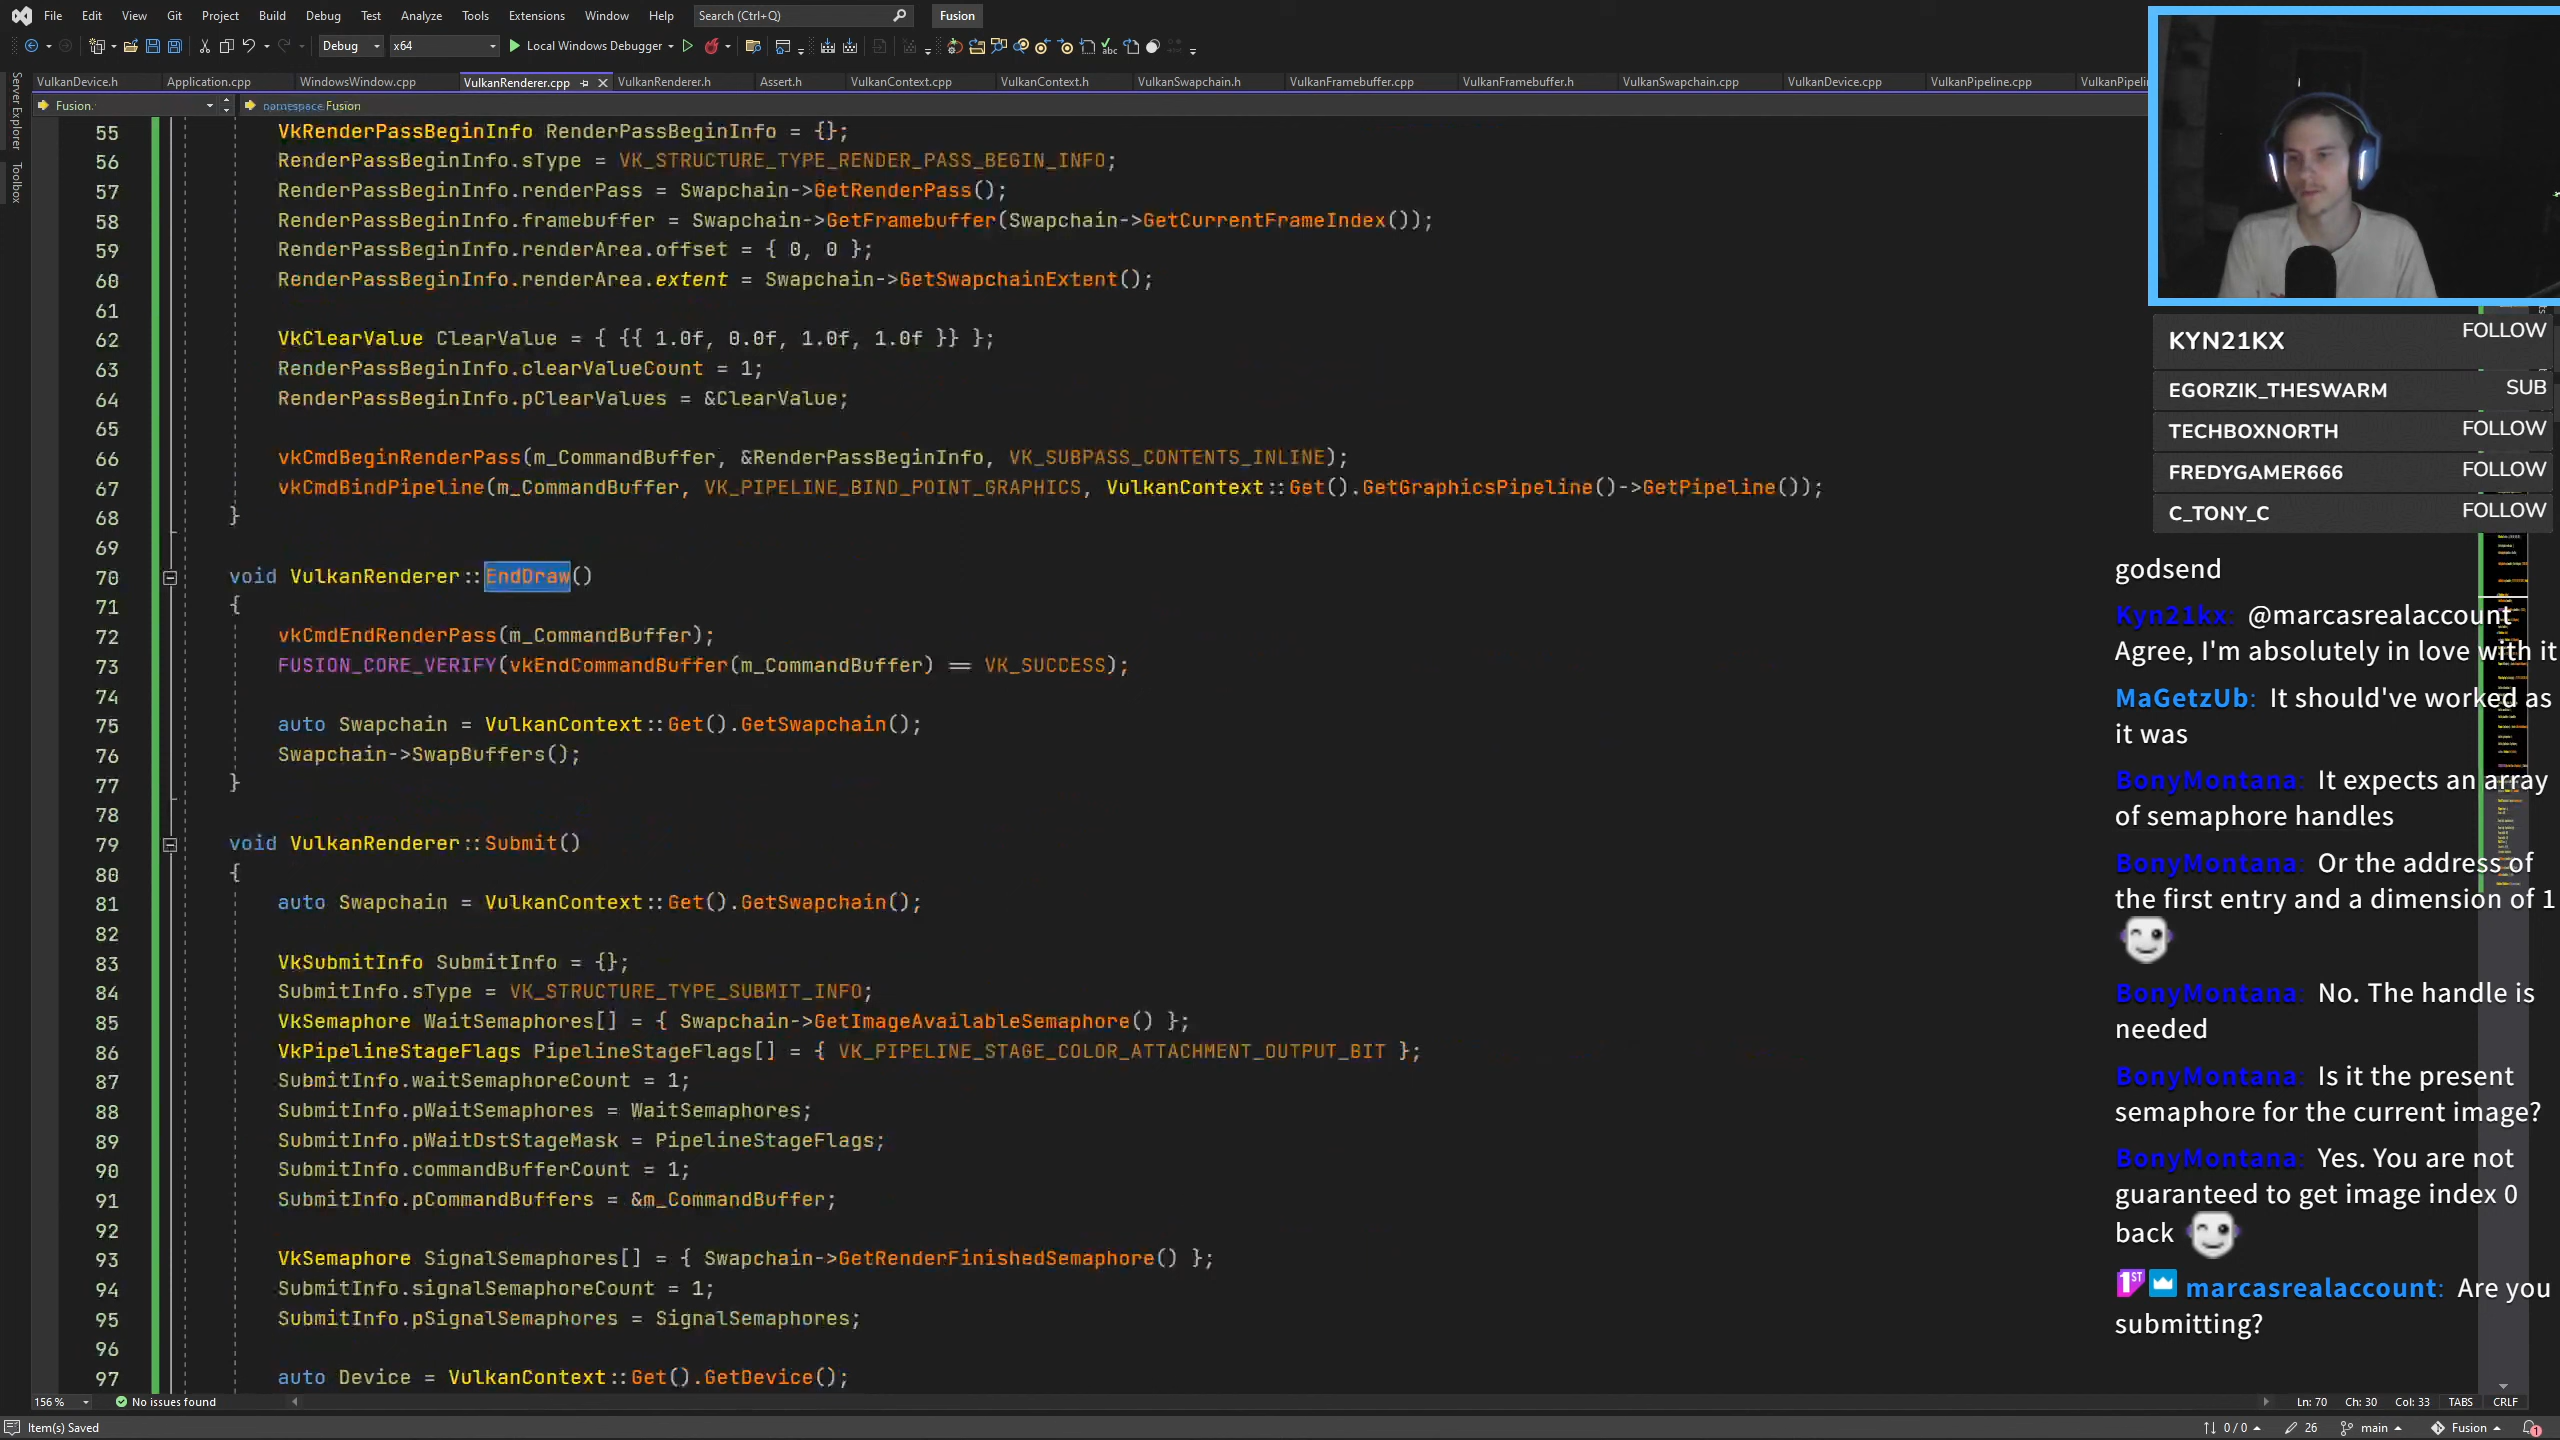 File Edit View Git Project Build Debug Test Analyze Tools Extensions Window Help Search (Ctrl+Q) Fusion
Debug x64 Local Windows Debugger
VulkanDevice.h Application.cpp WindowsWindow.cpp VulkanRenderer.cpp VulkanRenderer.h Assert.h VulkanContext.cpp VulkanContext.h VulkanSwapchain.h VulkanFramebuffer.cpp VulkanFramebuffer.h VulkanSwapchain.cpp VulkanDevice.cpp VulkanPipeline.cpp VulkanPipelin
Fusion. namespace Fusion
Server Explorer
Toolbox
55 VkRenderPassBeginInfo RenderPassBeginInfo = {};
56 RenderPassBeginInfo.sType = VK_STRUCTURE_TYPE_RENDER_PASS_BEGIN_INFO;
57 RenderPassBeginInfo.renderPass = Swapchain->GetRenderPass();
58 RenderPassBeginInfo.framebuffer = Swapchain->GetFramebuffer(Swapchain->GetCurrentFrameIndex());
59 RenderPassBeginInfo.renderArea.offset = { 0, 0 };
60 RenderPassBeginInfo.renderArea.extent = Swapchain->GetSwapchainExtent();
61
62 VkClearValue ClearValue = { {{ 1.0f, 0.0f, 1.0f, 1.0f }} };
63 RenderPassBeginInfo.clearValueCount = 1;
64 RenderPassBeginInfo.pClearValues = &ClearValue;
65
66 vkCmdBeginRenderPass(m_CommandBuffer, &RenderPassBeginInfo, VK_SUBPASS_CONTENTS_INLINE);
67 vkCmdBindPipeline(m_CommandBuffer, VK_PIPELINE_BIND_POINT_GRAPHICS, VulkanContext::Get().GetGraphicsPipeline()->GetPipeline());
68 }
69
70 void VulkanRenderer::EndDraw()
71 {
72 vkCmdEndRenderPass(m_CommandBuffer);
73 FUSION_CORE_VERIFY(vkEndCommandBuffer(m_CommandBuffer) == VK_SUCCESS);
74
75 auto Swapchain = VulkanContext::Get().GetSwapchain();
76 Swapchain->SwapBuffers();
77 }
78
79 void VulkanRenderer::Submit()
80 {
81 auto Swapchain = VulkanContext::Get().GetSwapchain();
82
83 VkSubmitInfo SubmitInfo = {};
84 SubmitInfo.sType = VK_STRUCTURE_TYPE_SUBMIT_INFO;
85 VkSemaphore WaitSemaphores[] = { Swapchain->GetImageAvailableSemaphore() };
86 VkPipelineStageFlags PipelineStageFlags[] = { VK_PIPELINE_STAGE_COLOR_ATTACHMENT_OUTPUT_BIT };
87 SubmitInfo.waitSemaphoreCount = 1;
88 SubmitInfo.pWaitSemaphores = WaitSemaphores;
89 SubmitInfo.pWaitDstStageMask = PipelineStageFlags;
90 SubmitInfo.commandBufferCount = 1;
91 SubmitInfo.pCommandBuffers = &m_CommandBuffer;
92
93 VkSemaphore SignalSemaphores[] = { Swapchain->GetRenderFinishedSemaphore() };
94 SubmitInfo.signalSemaphoreCount = 1;
95 SubmitInfo.pSignalSemaphores = SignalSemaphores;
96
97 auto Device = VulkanContext::Get().GetDevice();
KYN21KX FOLLOW
EGORZIK_THESWARM SUB
TECHBOXNORTH FOLLOW
FREDYGAMER666 FOLLOW
C_TONY_C FOLLOW
godsend
Kyn21kx: @marcasrealaccount
Agree, I'm absolutely in love with it
MaGetzUb: It should've worked as
it was
BonyMontana: It expects an array
of semaphore handles
BonyMontana: Or the address of
the first entry and a dimension of 1
BonyMontana: No. The handle is
needed
BonyMontana: Is it the present
semaphore for the current image?
BonyMontana: Yes. You are not
guaranteed to get image index 0
back
1ST marcasrealaccount: Are you
submitting?
156 % No issues found Ln: 70 Ch: 30 Col: 33 TABS CRLF
Item(s) Saved 0 / 0 26 main Fusion 1